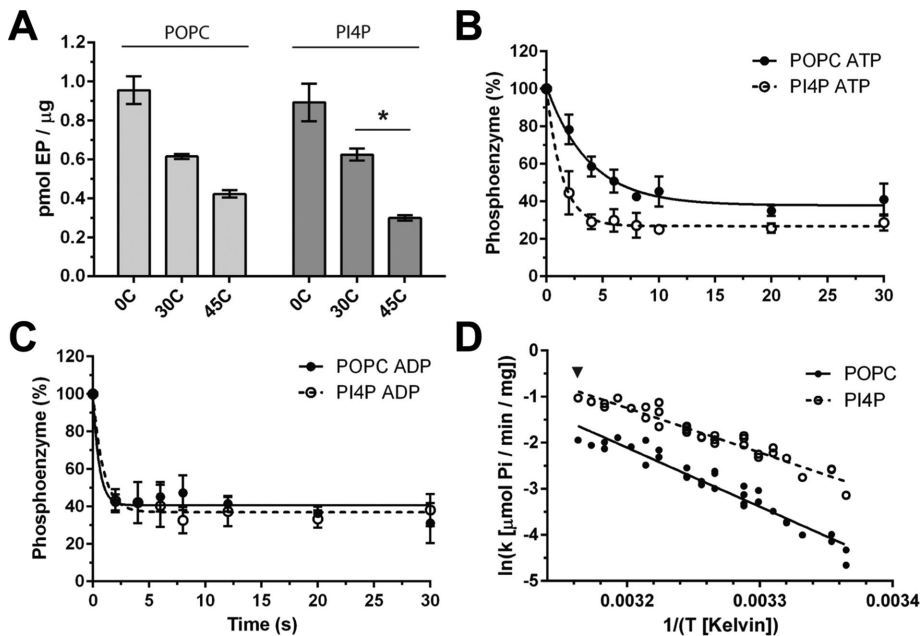 A
POPC
PI4P
pmol EP / μg
1.2
1.0
0.8
0.6
0.4
0.2
0.0
*
0C
30C
45C
0C
30C
45C
B
POPC ATP
PI4P ATP
Phosphoenzyme (%)
120
100
80
60
40
20
0
0
5
10
15
20
25
30
C
POPC ADP
PI4P ADP
Phosphoenzyme (%)
120
100
80
60
40
20
0
0
5
10
15
20
25
30
Time (s)
D
POPC
PI4P
ln(k [μmol Pi / min / mg])
0
-1
-2
-3
-4
-5
0.0032
0.0033
0.0034
1/(T [Kelvin])